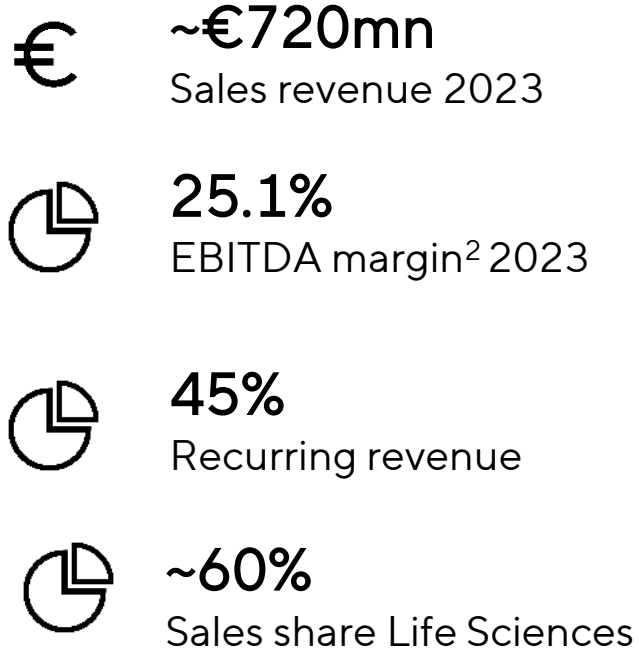 ~€720mn
Sales revenue 2023
25.1%
EBITDA margin² 2023
45%
Recurring revenue
~60%
Sales share Life Sciences